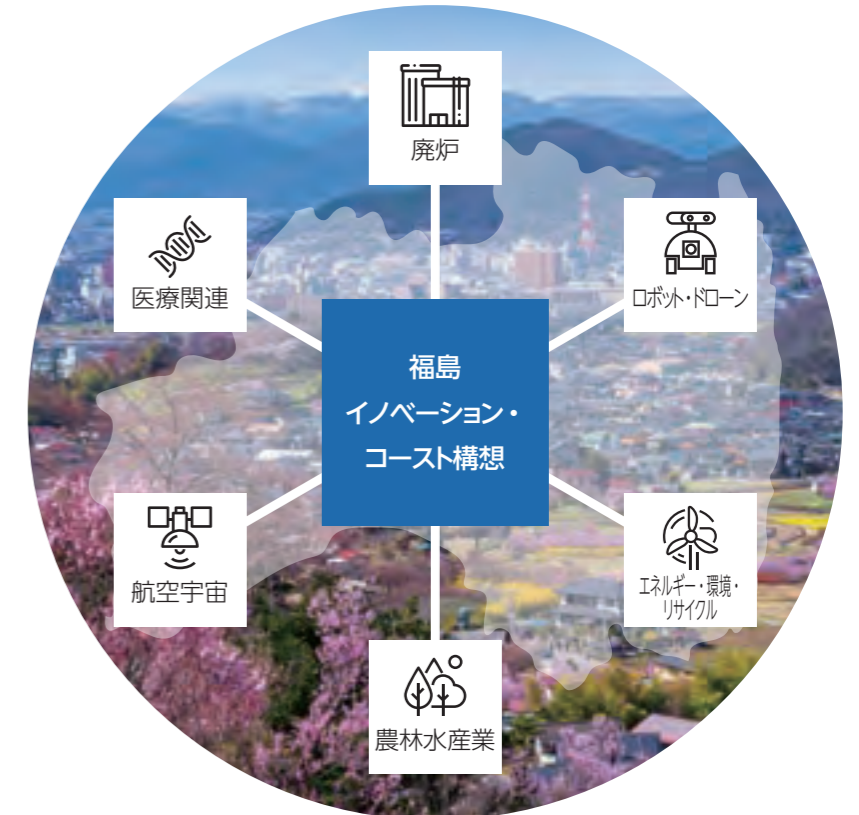 廃炉
医療関連
ロボット・ドローン
福島
イノベーション・
コースト構想
航空宇宙
エネルギー・環境・
リサイクル
農林水産業